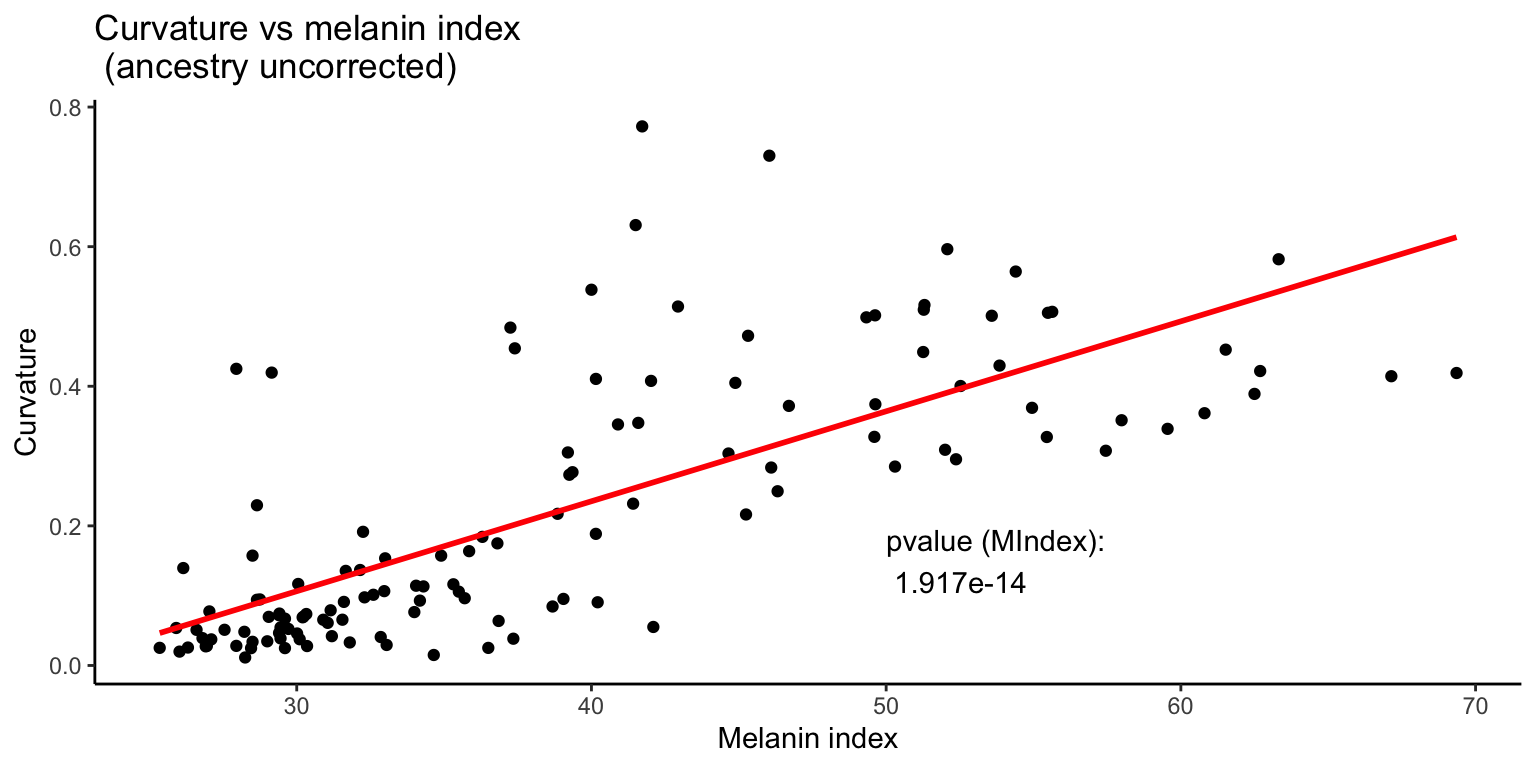 Curvature vs melanin index
(ancestry uncorrected)
0.8
0.6
0.4
0.2
0.0
Curvature
pvalue (MIndex):
1.917e-14
30
40
50
60
70
Melanin index